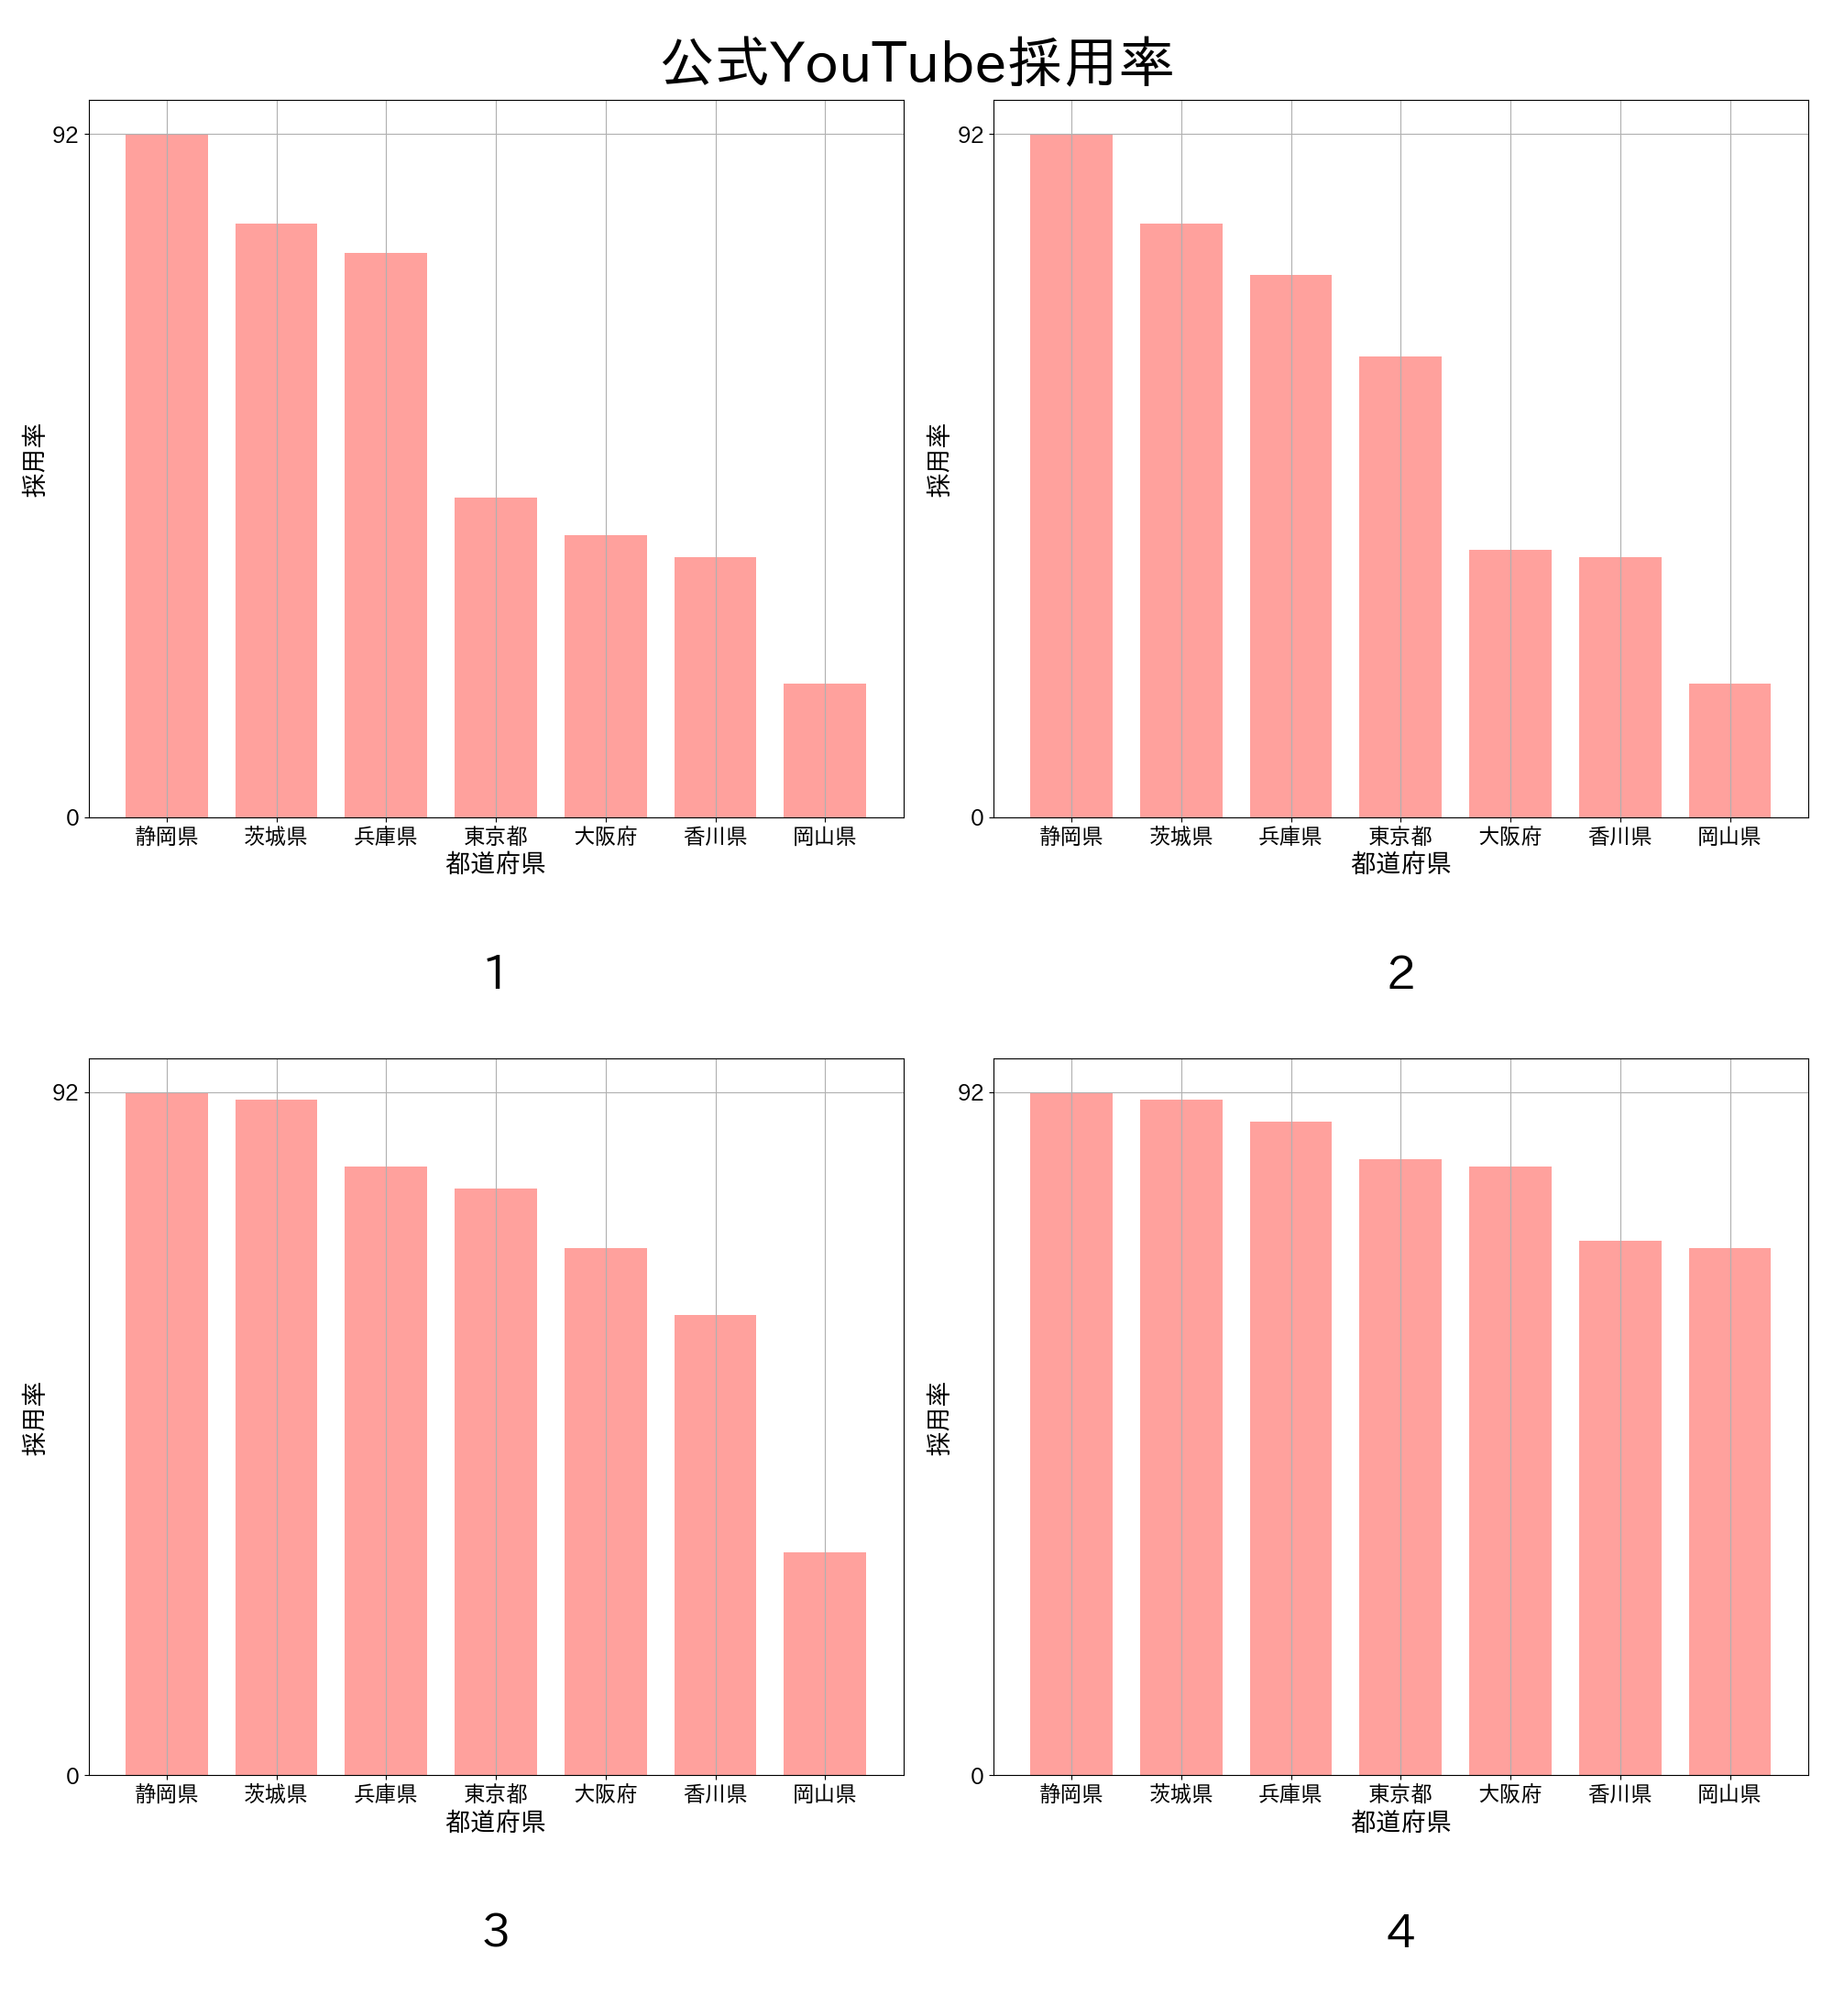 公式YouTube採用率
92
0
採用率
静岡県 茨城県 兵庫県 東京都 大阪府 香川県 岡山県
都道府県
1
92
0
採用率
静岡県 茨城県 兵庫県 東京都 大阪府 香川県 岡山県
都道府県
2
92
0
採用率
静岡県 茨城県 兵庫県 東京都 大阪府 香川県 岡山県
都道府県
3
92
0
採用率
静岡県 茨城県 兵庫県 東京都 大阪府 香川県 岡山県
都道府県
4